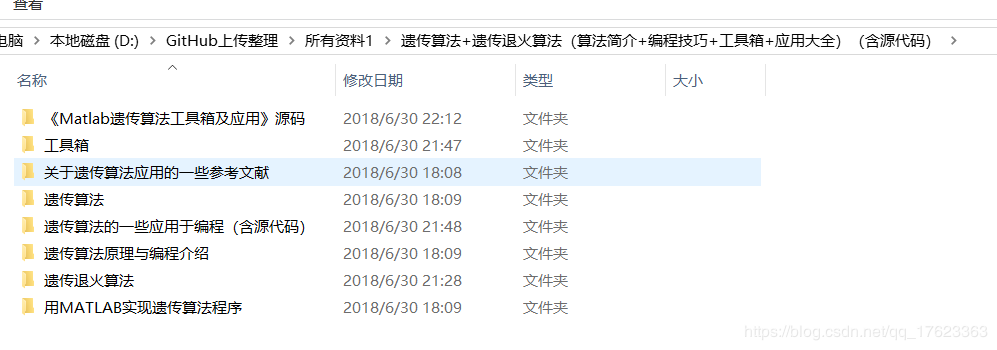 查看
电脑 > 本地磁盘 (D:) > GitHub上传整理 > 所有资料1 > 遗传算法+遗传退火算法（算法简介+编程技巧+工具箱+应用大全）（含源代码） >
名称 修改日期 类型 大小
《Matlab遗传算法工具箱及应用》源码 2018/6/30 22:12 文件夹
工具箱 2018/6/30 21:47 文件夹
关于遗传算法应用的一些参考文献 2018/6/30 18:08 文件夹
遗传算法 2018/6/30 18:09 文件夹
遗传算法的一些应用于编程（含源代码） 2018/6/30 21:48 文件夹
遗传算法原理与编程介绍 2018/6/30 18:09 文件夹
遗传退火算法 2018/6/30 21:28 文件夹
用MATLAB实现遗传算法程序 2018/6/30 18:09 文件夹
https://blog.csdn.net/qq_17623363